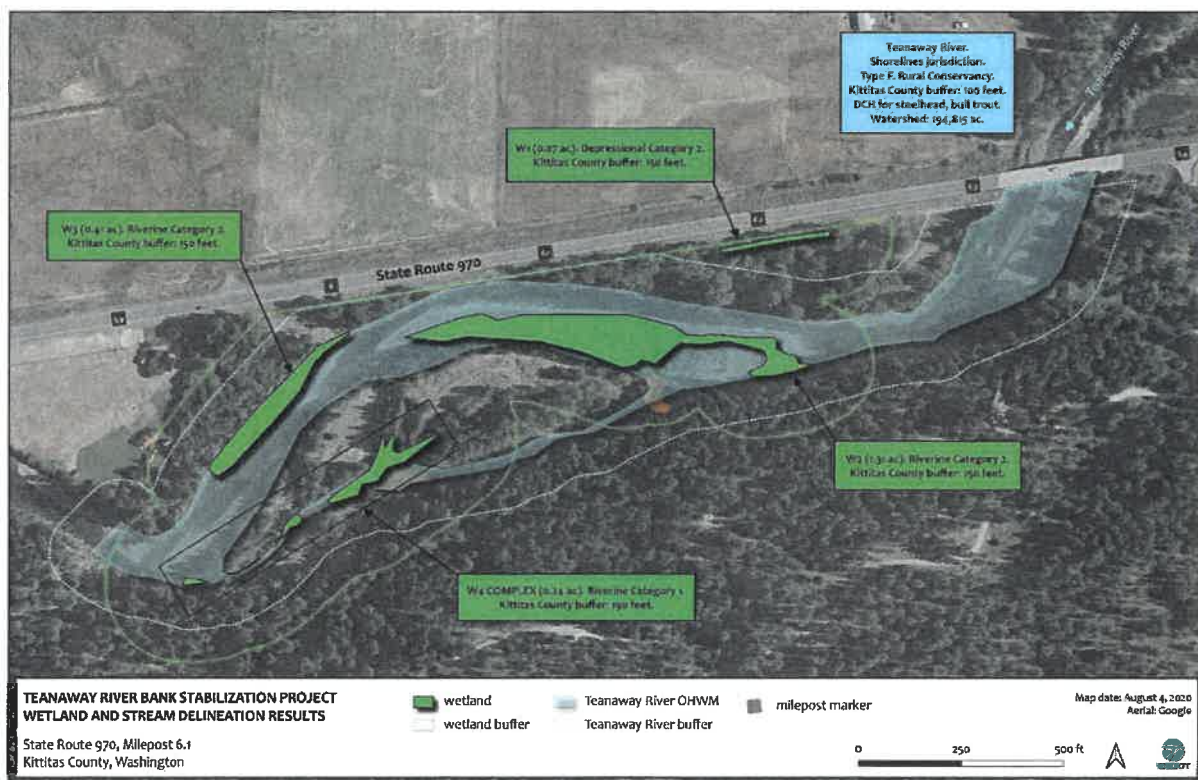 Teanaway River.
Shorelines jurisdiction.
Type F. Rural Conservancy.
Kittitas County buffer: 100 feet.
DCH for steelhead, bull trout.
Watershed: 194,815 ac.
Teanaway River
Depressional Category 2.
Kittitas County buffer: 150 feet.
Riverine Category 2.
Kittitas County buffer: 150 feet.
State Route 970
Riverine Category 2.
Kittitas County buffer: 150 feet.
W4 COMPLEX Riverine Category 1
Kittitas County buffer:
TEANAWAY RIVER BANK STABILIZATION PROJECT
WETLAND AND STREAM DELINEATION RESULTS
State Route 970, Milepost 6.1
Kittitas County, Washington
wetland
wetland buffer
Teanaway River OHWM
Teanaway River buffer
milepost marker
Map date: August 4, 2020
Aerial: Google
0 250 500 ft